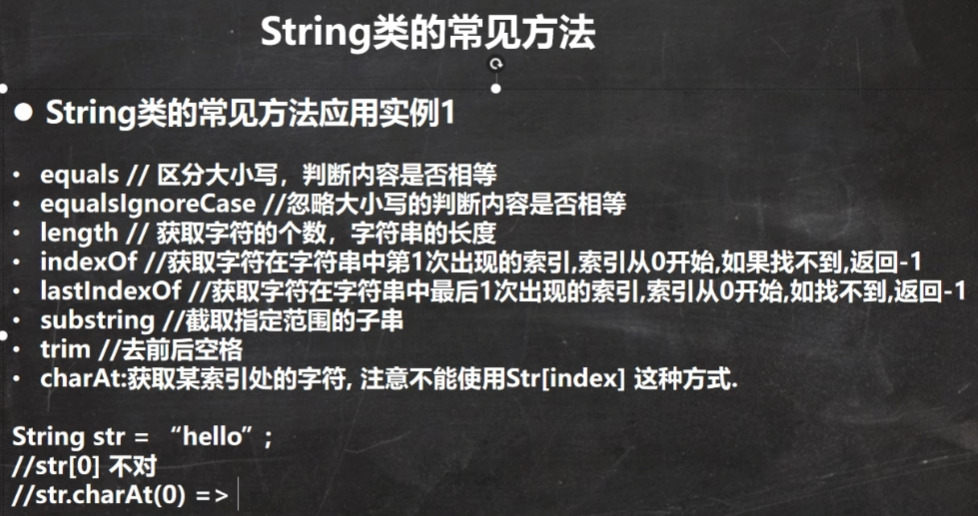 String类的常见方法
● String类的常见方法应用实例1
• equals // 区分大小写，判断内容是否相等
• equalsIgnoreCase //忽略大小写的判断内容是否相等
• length // 获取字符的个数，字符串的长度
• indexOf //获取字符在字符串中第1次出现的索引,索引从0开始,如果找不到,返回-1
• lastIndexOf //获取字符在字符串中最后1次出现的索引,索引从0开始,如找不到,返回-1
• substring //截取指定范围的子串
• trim //去前后空格
• charAt:获取某索引处的字符, 注意不能使用Str[index] 这种方式.
String str = “hello”;
//str[0] 不对
//str.charAt(0) =>